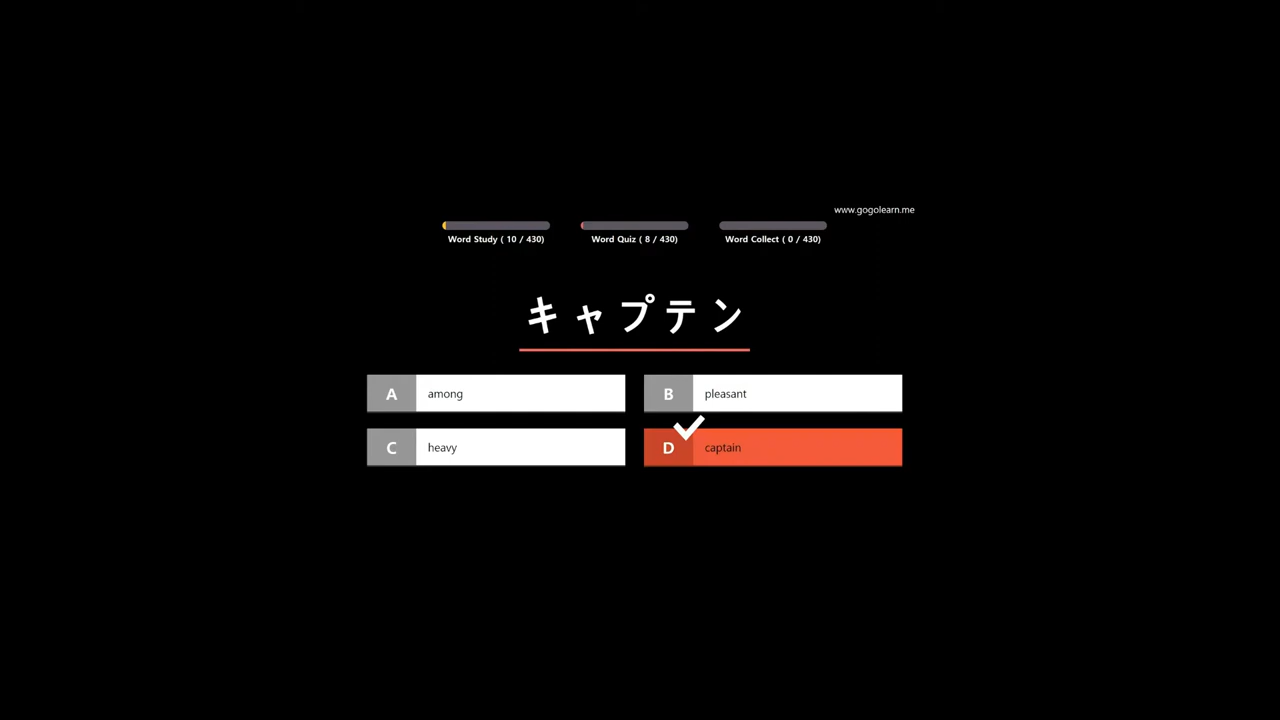 www.gogolearn.me
Word Study ( 10 / 430)
Word Quiz ( 8 / 430)
Word Collect ( 0 / 430)
キャプテン
A among
B pleasant
C heavy
D captain